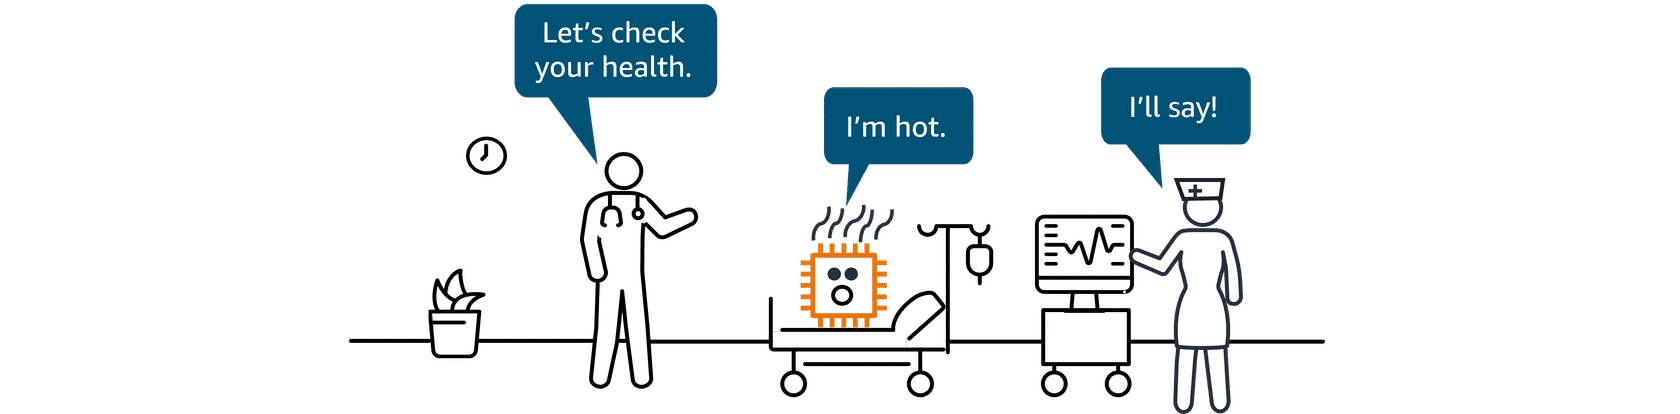 Let’s check
your health.
I’m hot.
I’ll say!